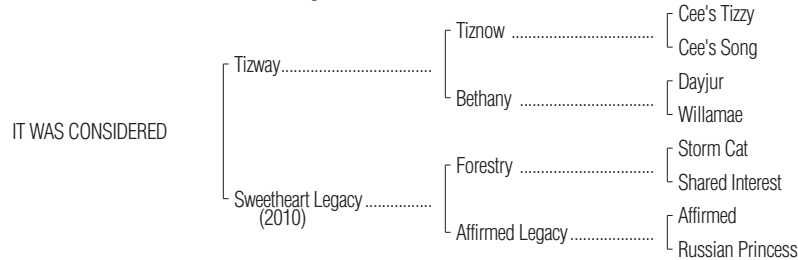 Cee's Tizzy
Tiznow ..................................
Cee's Song
Tizway....................................
Dayjur
Bethany ................................
Willamae
IT WAS CONSIDERED
Storm Cat
Forestry ................................
Shared Interest
Sweetheart Legacy ................
(2010)
Affirmed
Affirmed Legacy....................
Russian Princess